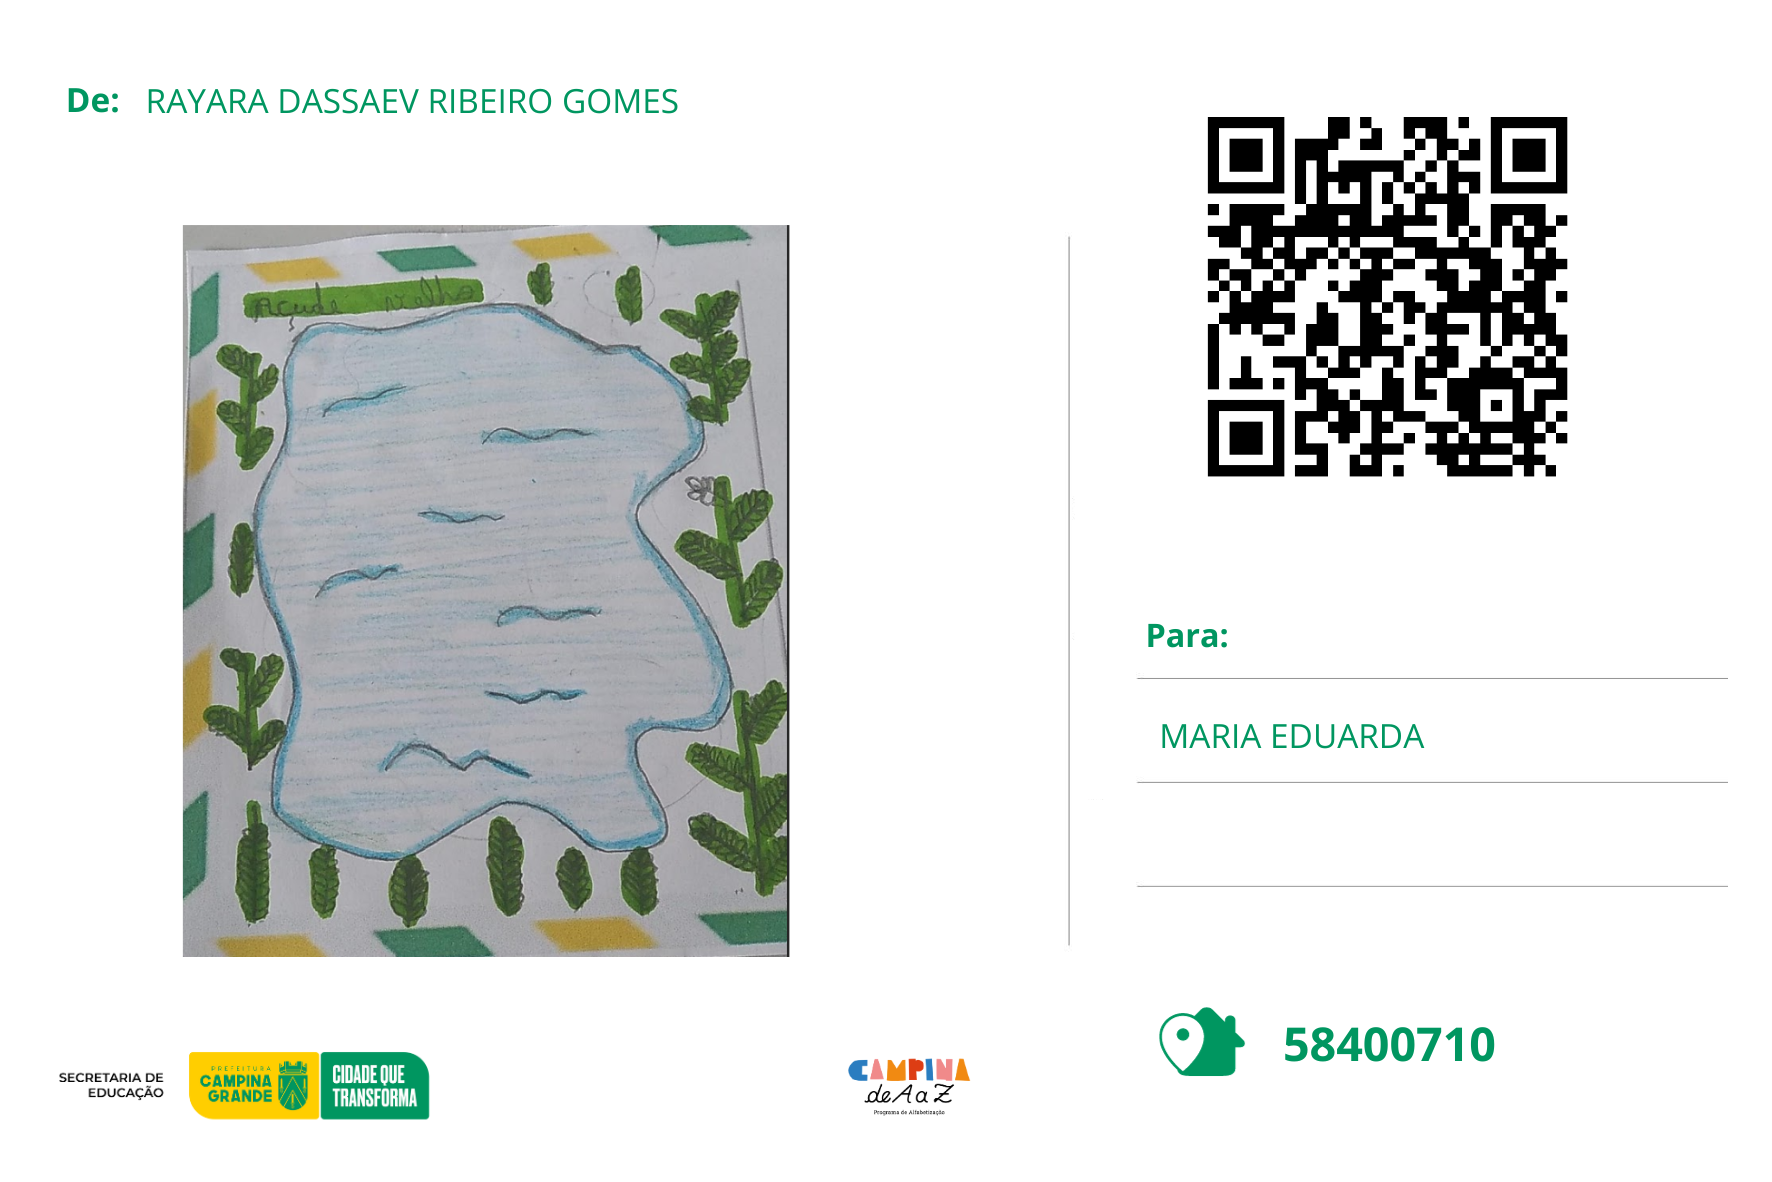 De: RAYARA DASSAEV RIBEIRO GOMES
Açude velho
Para:
MARIA EDUARDA
58400710
SECRETARIA DE
EDUCAÇÃO
PREFEITURA
CAMPINA
GRANDE
CIDADE QUE
TRANSFORMA
CAMPINA
de A a Z
Programa de Alfabetização